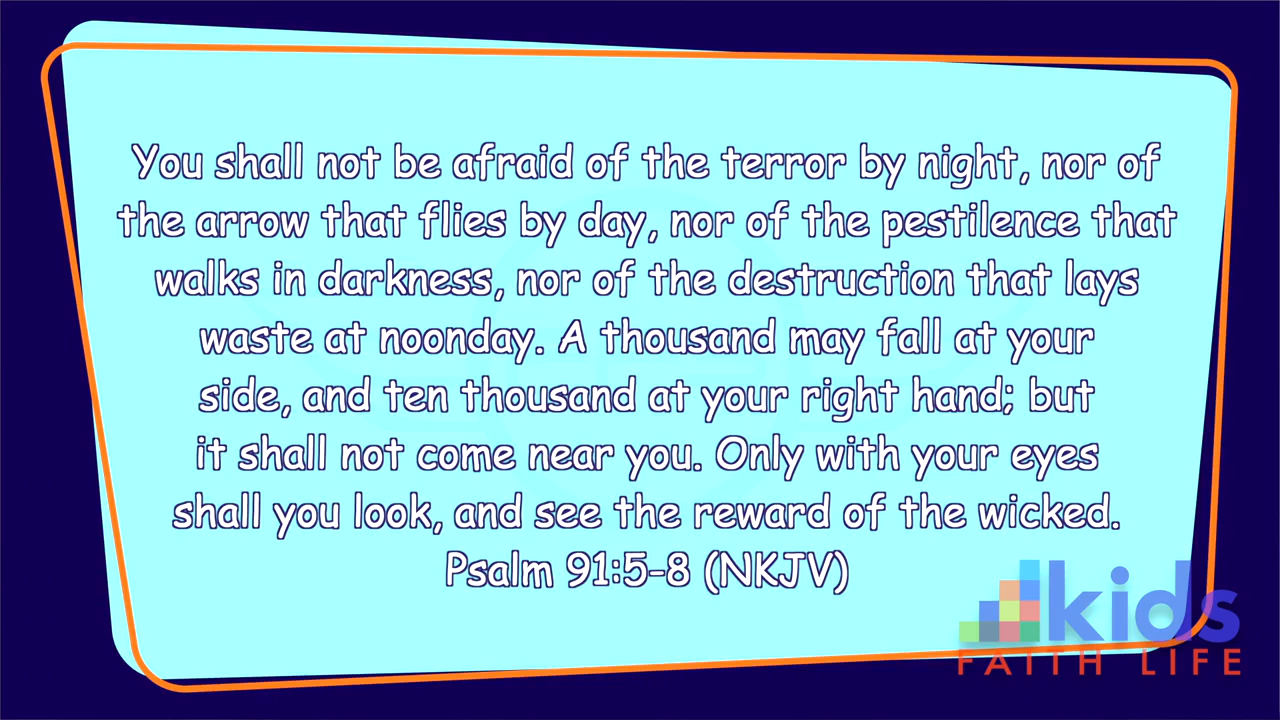 You shall not be afraid of the terror by night, nor of
the arrow that flies by day, nor of the pestilence that
walks in darkness, nor of the destruction that lays
waste at noonday. A thousand may fall at your
side, and ten thousand at your right hand; but
it shall not come near you. Only with your eyes
shall you look, and see the reward of the wicked.
Psalm 91:5-8 (NKJV)
kids
FAITH LIFE